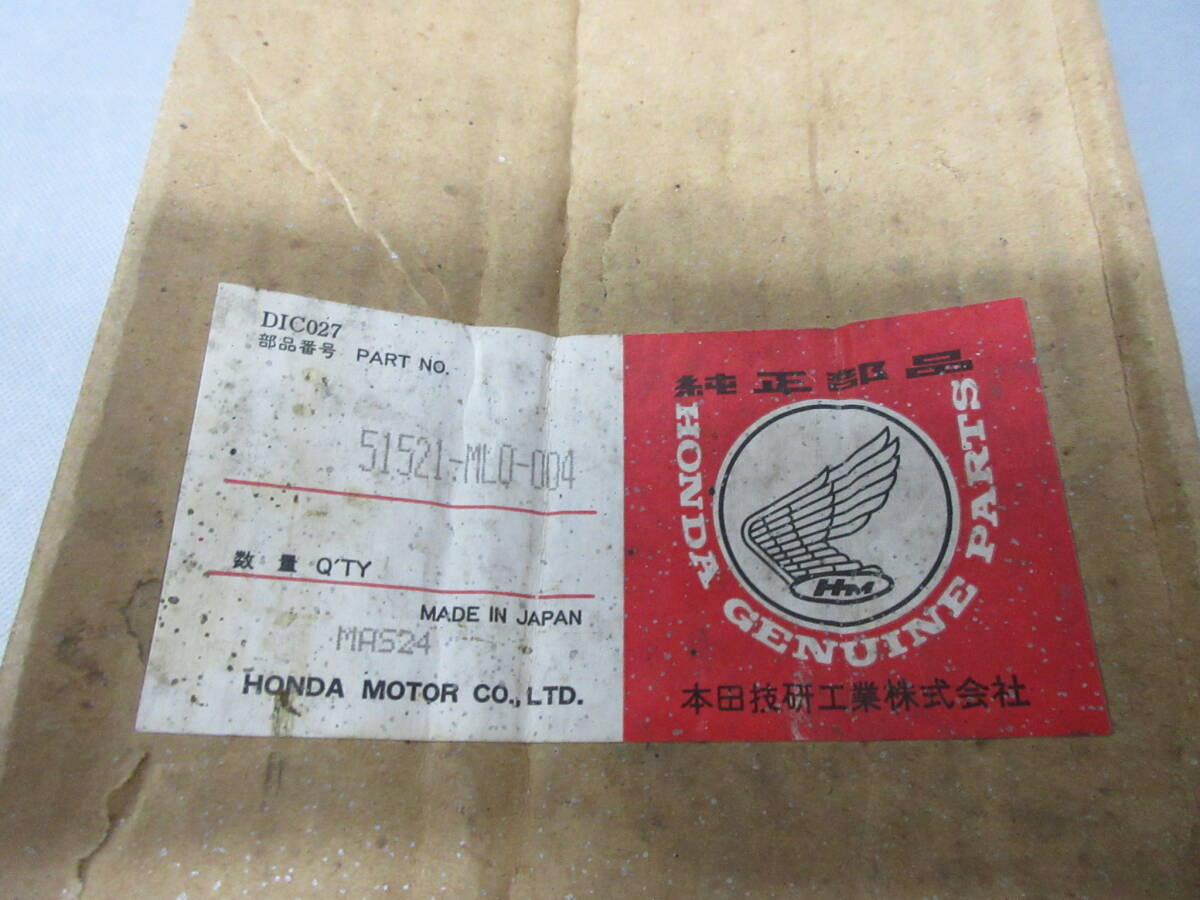 DIC027
部品番号 PART NO.
51521-ML0-004
数量 Q'TY
MADE IN JAPAN
MAS24
HONDA MOTOR CO., LTD.
純正部品
HONDA GENUINE PARTS
HM
本田技研工業株式会社